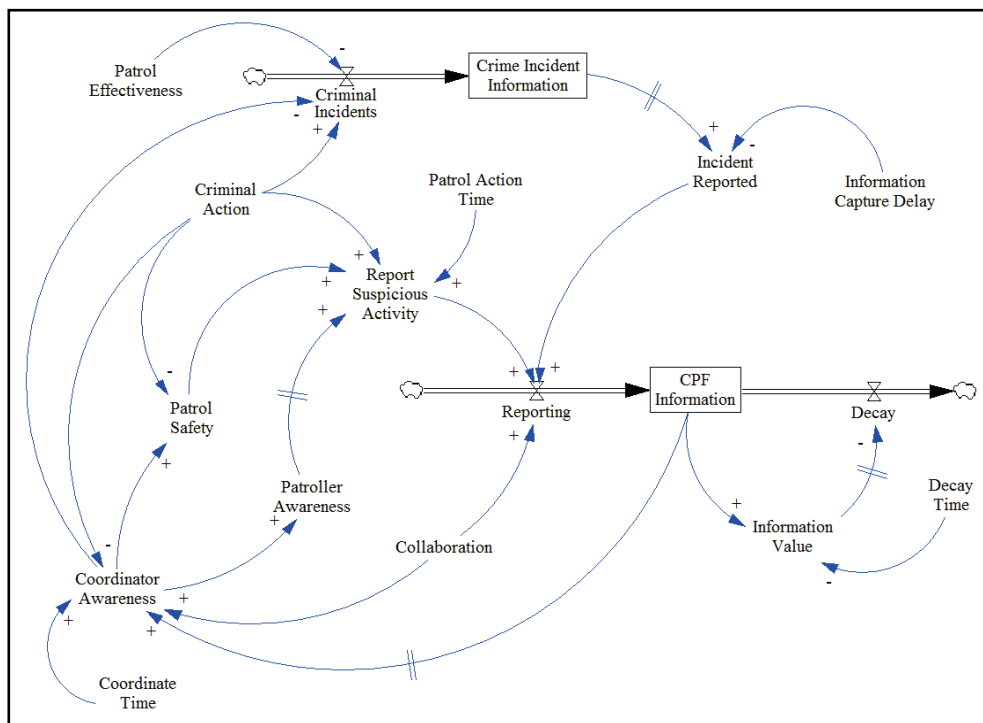 Patrol
Effectiveness
-
Criminal
Incidents
-
+
Crime Incident
Information
+
-
Incident
Reported
Information
Capture Delay
Criminal
Action
Patrol Action
Time
+
+
+
+
Report
Suspicious
Activity
-
Patrol
Safety
+
+
+
Reporting
+
CPF
Information
Decay
-
Patroller
Awareness
+
Collaboration
+
Information
Value
-
Decay
Time
-
Coordinator
Awareness
+
+
+
Coordinate
Time